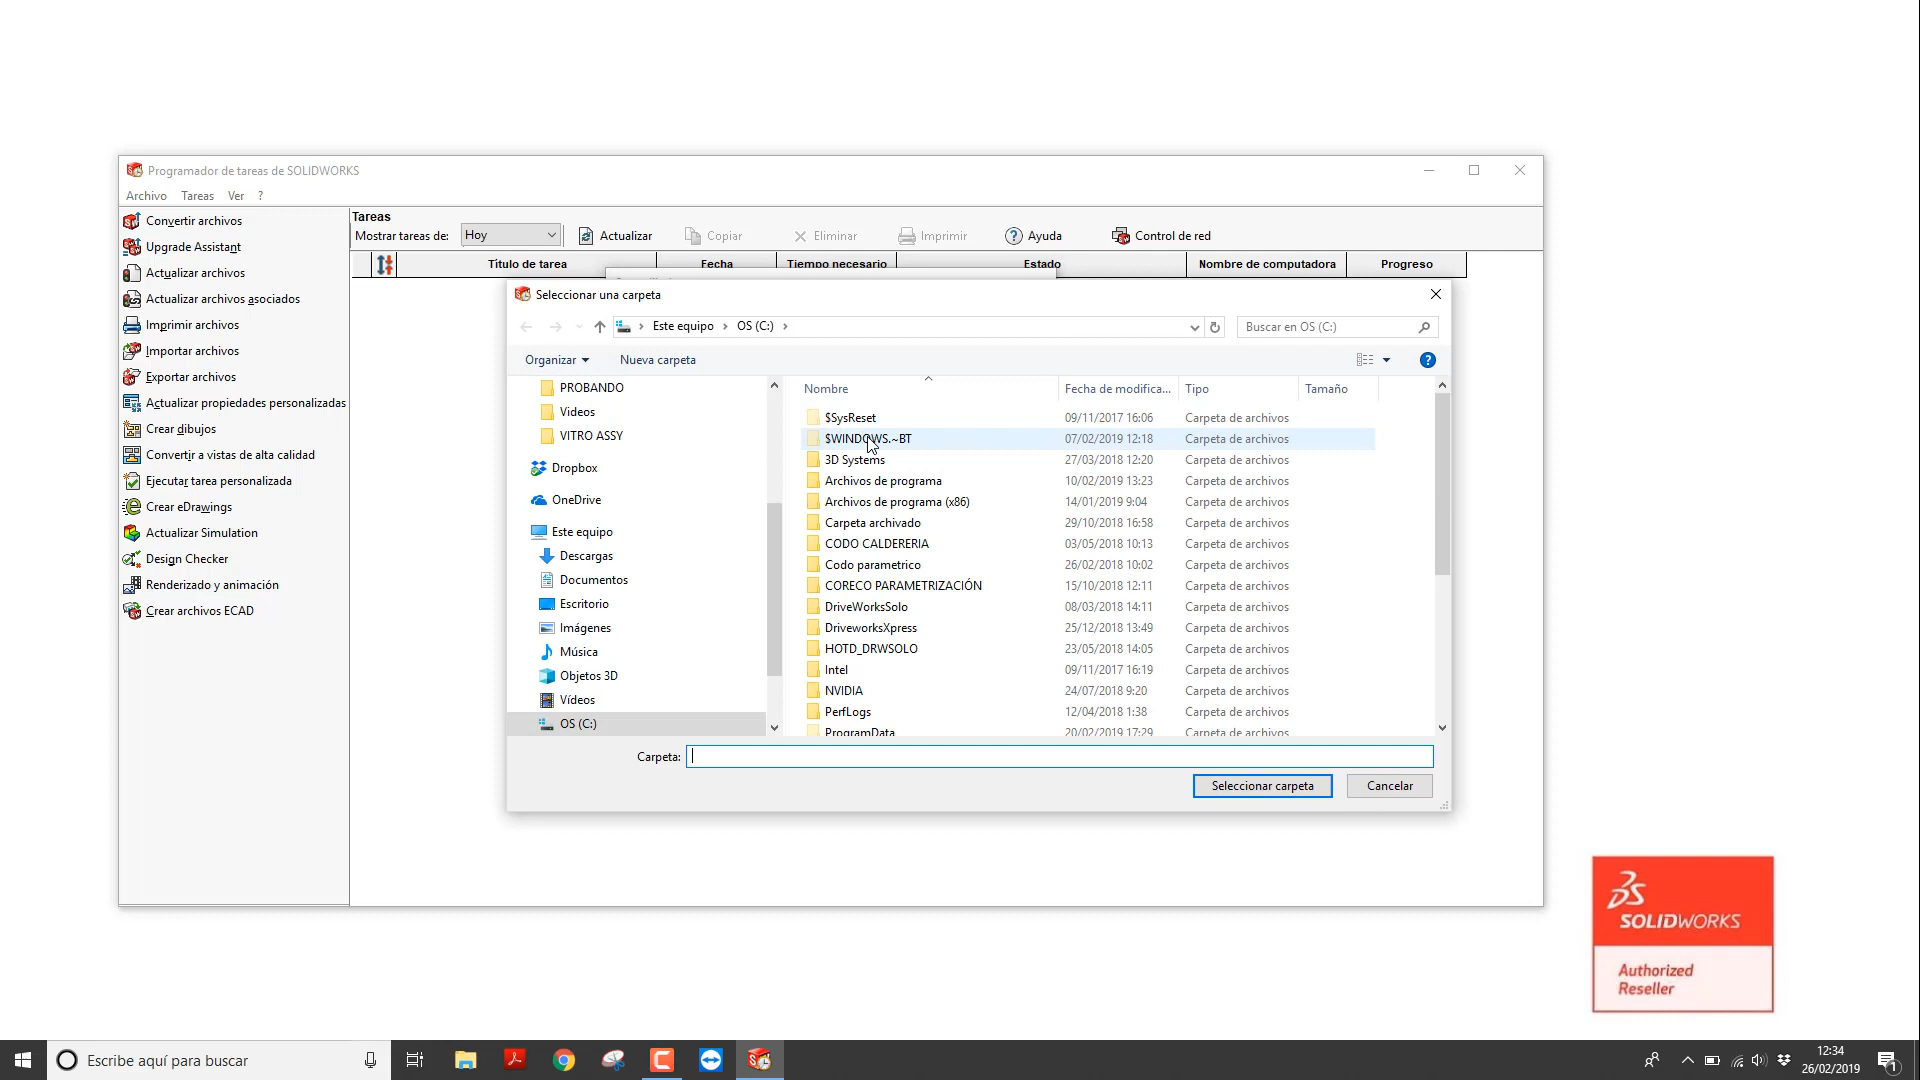 Programador de tareas de SOLIDWORKS
Archivo Tareas Ver ?
Convertir archivos
Upgrade Assistant
Actualizar archivos
Actualizar archivos asociados
Imprimir archivos
Importar archivos
Exportar archivos
Actualizar propiedades personalizadas
Crear dibujos
Convertir a vistas de alta calidad
Ejecutar tarea personalizada
Crear eDrawings
Actualizar Simulation
Design Checker
Renderizado y animación
Crear archivos ECAD
Tareas
Mostrar tareas de: Hoy Actualizar Copiar Eliminar Imprimir Ayuda Control de red
Título de tarea Fecha Tiempo necesario Estado Nombre de computadora Progreso
Seleccionar una carpeta
Este equipo OS (C:) Buscar en OS (C:)
Organizar Nueva carpeta
PROBANDO
Videos
VITRO ASSY
Dropbox
OneDrive
Este equipo
Descargas
Documentos
Escritorio
Imágenes
Música
Objetos 3D
Vídeos
OS (C:)
Nombre Fecha de modifica... Tipo Tamaño
$SysReset 09/11/2017 16:06 Carpeta de archivos
$WINDOWS.~BT 07/02/2019 12:18 Carpeta de archivos
3D Systems 27/03/2018 12:20 Carpeta de archivos
Archivos de programa 10/02/2019 13:23 Carpeta de archivos
Archivos de programa (x86) 14/01/2019 9:04 Carpeta de archivos
Carpeta archivado 29/10/2018 16:58 Carpeta de archivos
CODO CALDERERIA 03/05/2018 10:13 Carpeta de archivos
Codo parametrico 26/02/2018 10:02 Carpeta de archivos
CORECO PARAMETRIZACIÓN 15/10/2018 12:11 Carpeta de archivos
DriveWorksSolo 08/03/2018 14:11 Carpeta de archivos
DriveworksXpress 25/12/2018 13:49 Carpeta de archivos
HOTD_DRWSOLO 23/05/2018 14:05 Carpeta de archivos
Intel 09/11/2017 16:19 Carpeta de archivos
NVIDIA 24/07/2018 9:20 Carpeta de archivos
PerfLogs 12/04/2018 1:38 Carpeta de archivos
ProgramData 20/02/2019 17:29 Carpeta de archivos
Carpeta:
Seleccionar carpeta Cancelar
SOLIDWORKS
Authorized
Reseller
Escribe aquí para buscar
12:34
26/02/2019
1